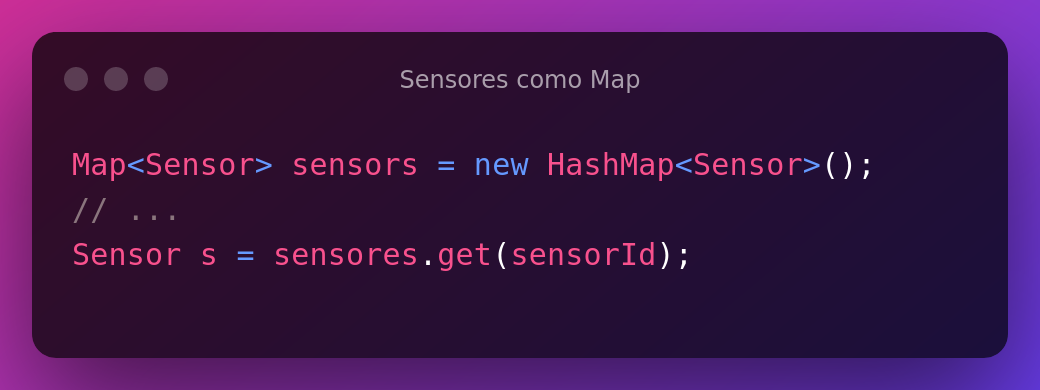 Sensores como Map
Map<Sensor> sensors = new HashMap<Sensor>();
// ...
Sensor s = sensores.get(sensorId);